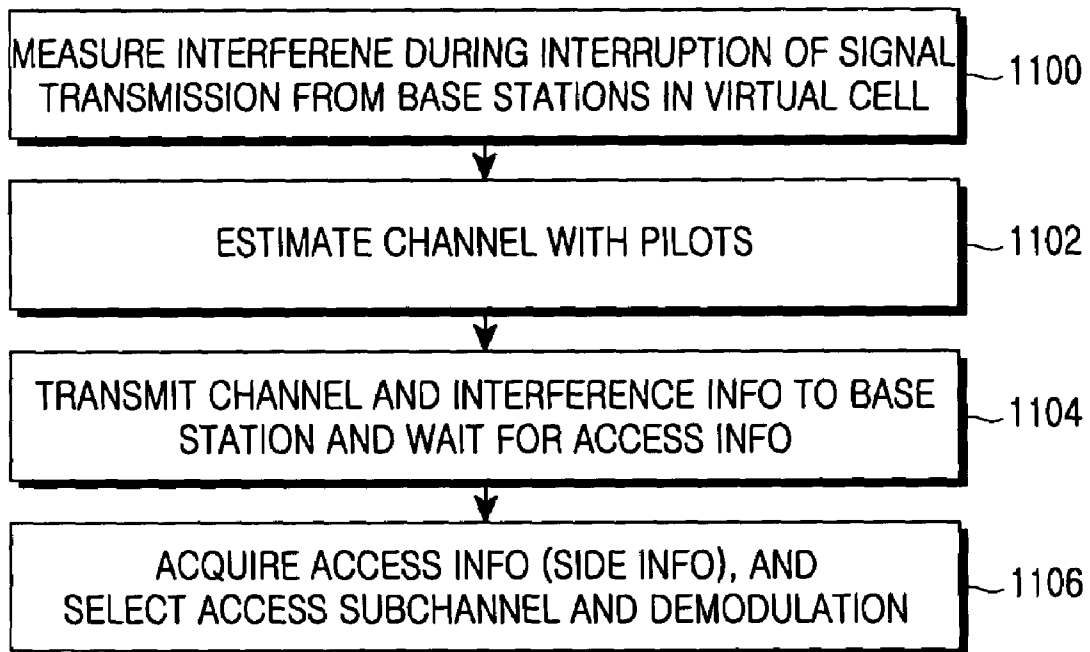 MEASURE INTERFERENE DURING INTERRUPTION OF SIGNAL
TRANSMISSION FROM BASE STATIONS IN VIRTUAL CELL
1100
ESTIMATE CHANNEL WITH PILOTS
1102
TRANSMIT CHANNEL AND INTERFERENCE INFO TO BASE
STATION AND WAIT FOR ACCESS INFO
1104
ACQUIRE ACCESS INFO (SIDE INFO), AND
SELECT ACCESS SUBCHANNEL AND DEMODULATION
1106